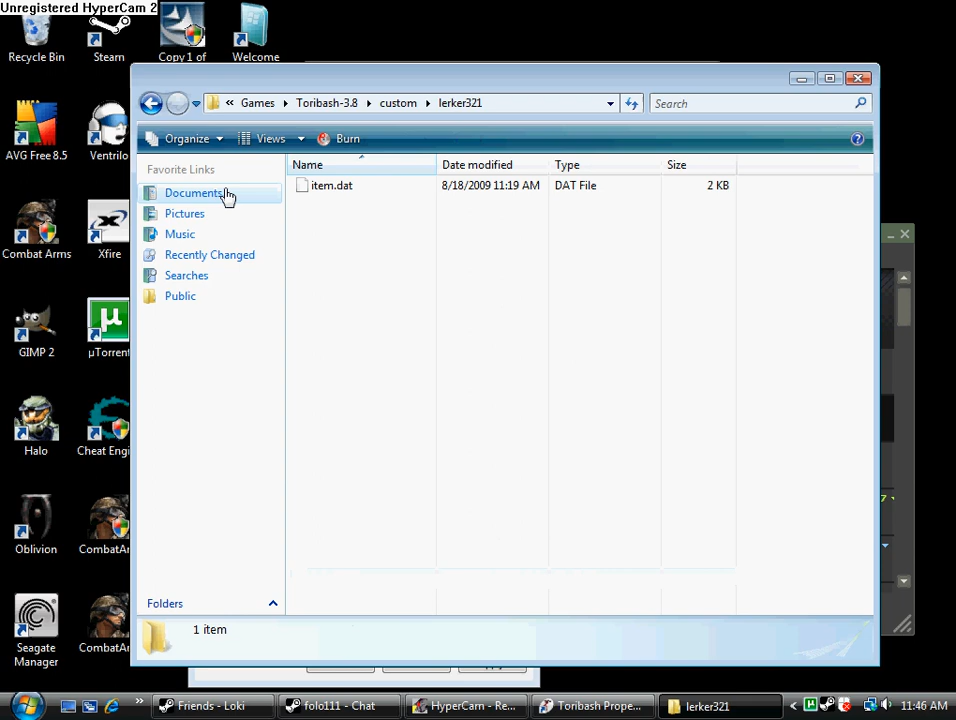 Unregistered HyperCam 2
Recycle Bin
Steam
Copy 1 of
Welcome
AVG Free 8.5
Ventrilo
Combat Arms
Xfire
GIMP 2
µTorrent
Halo
Cheat Engi
Oblivion
CombatAr
Seagate
Manager
CombatAr
« Games Toribash-3.8 custom lerker321
Search
Organize Views Burn
Favorite Links
Documents
Pictures
Music
Recently Changed
Searches
Public
Folders
Name Date modified Type Size
item.dat 8/18/2009 11:19 AM DAT File 2 KB
1 item
Friends - Loki
folo111 - Chat
HyperCam - Re...
Toribash Prope...
lerker321
11:46 AM